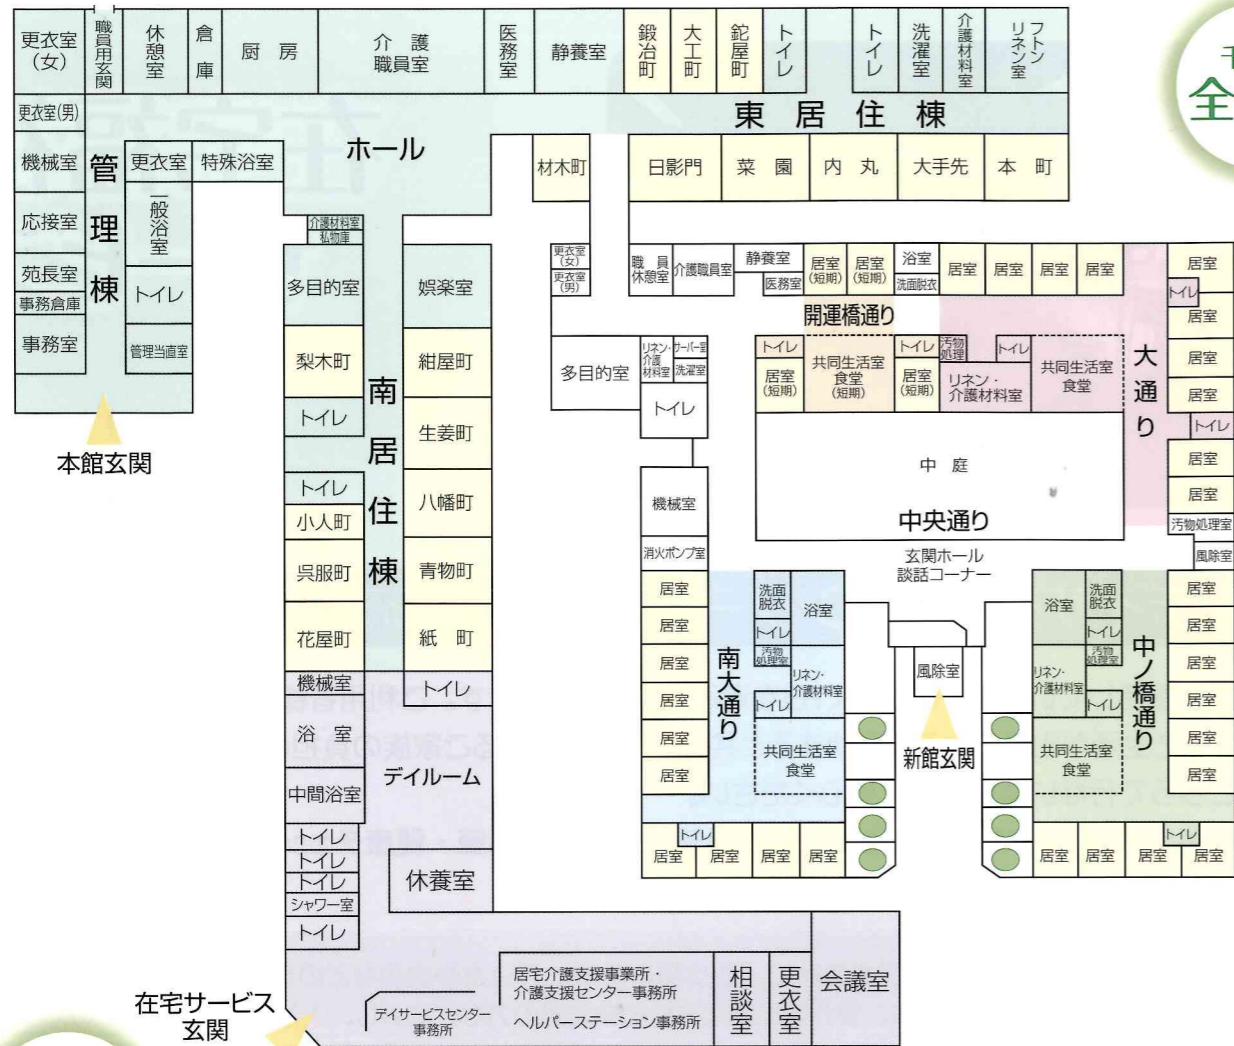 更衣室
（女）
職員用玄関
休憩室
倉庫
厨 房
介 護
職員室
医務室
静養室
鍛冶町
大工町
鉈屋町
トイレ
トイレ
洗濯室
介護材料室
フトン
リネン室
全
東居住棟
更衣室(男)
機械室
応接室
苑長室
事務倉庫
事務室
管理棟
更衣室
特殊浴室
一般浴室
トイレ
管理当直室
本館玄関
ホール
材木町
日影門
菜 園
内 丸
大手先
本 町
介護材料室
私物庫
多目的室
娯楽室
梨木町
紺屋町
トイレ
生姜町
トイレ
八幡町
小人町
呉服町
青物町
花屋町
紙 町
南居住棟
機械室
トイレ
浴 室
デイルーム
中間浴室
トイレ
トイレ
トイレ
シャワー室
トイレ
休養室
在宅サービス
玄関
デイサービスセンター
事務所
居宅介護支援事業所・
介護支援センター事務所
ヘルパーステーション事務所
相談室
更衣室
会議室
更衣室
（女）
更衣室
（男）
職 員
休憩室
介護職員室
静養室
医務室
居室
（短期）
居室
（短期）
浴室
洗面脱衣
居室
居室
居室
居室
居室
トイレ
居室
開運橋通り
多目的室
リネン・
介護
材料室
サーバー室
洗濯室
トイレ
トイレ
居室
（短期）
共同生活室
食堂
（短期）
トイレ
居室
（短期）
汚物
処理
トイレ
リネン・
介護材料室
共同生活室
食堂
大通り
居室
居室
トイレ
居室
居室
汚物処理室
風除室
中 庭
中央通り
玄関ホール
談話コーナー
機械室
消火ポンプ室
居室
居室
居室
居室
居室
居室
南大通り
洗面
脱衣
浴室
トイレ
汚物
処理室
リネン・
介護材料室
トイレ
共同生活室
食堂
トイレ
居室
居室
居室
居室
風除室
新館玄関
浴室
洗面
脱衣
トイレ
汚物
処理室
リネン・
介護材料室
トイレ
共同生活室
食堂
中ノ橋通り
居室
居室
居室
居室
居室
居室
トイレ
居室
居室
居室
居室